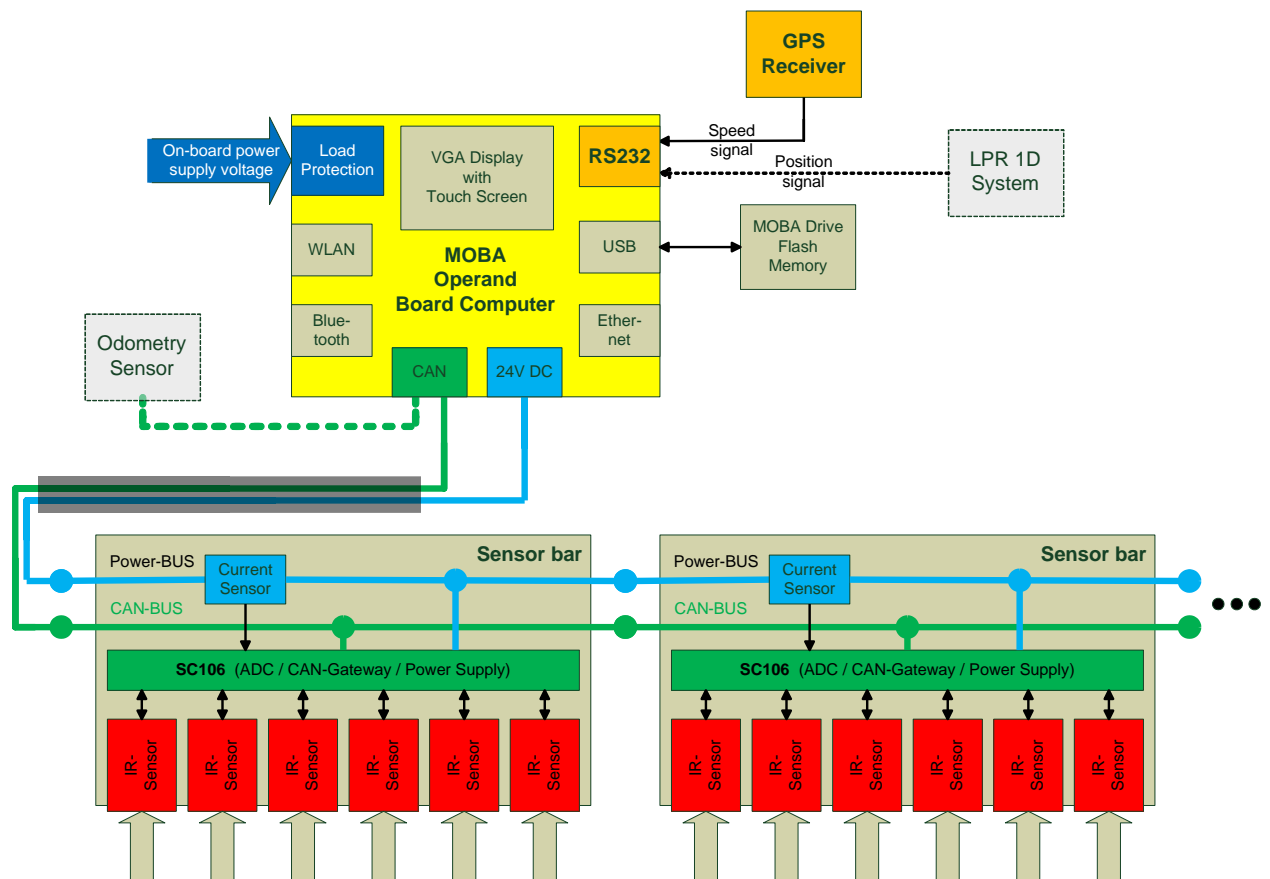 GPS
Receiver
Speed
signal
On-board power
supply voltage
Load
Protection
VGA Display
with
Touch Screen
RS232
Position
signal
LPR 1D
System
WLAN
MOBA
Operand
Board Computer
USB
MOBA Drive
Flash
Memory
Blue-
tooth
Ether-
net
Odometry
Sensor
CAN
24V DC
Power-BUS
Current
Sensor
Sensor bar
CAN-BUS
SC106 (ADC / CAN-Gateway / Power Supply)
IR-
Sensor
IR-
Sensor
IR-
Sensor
IR-
Sensor
IR-
Sensor
IR-
Sensor
Power-BUS
Current
Sensor
Sensor bar
CAN-BUS
SC106 (ADC / CAN-Gateway / Power Supply)
IR-
Sensor
IR-
Sensor
IR-
Sensor
IR-
Sensor
IR-
Sensor
IR-
Sensor